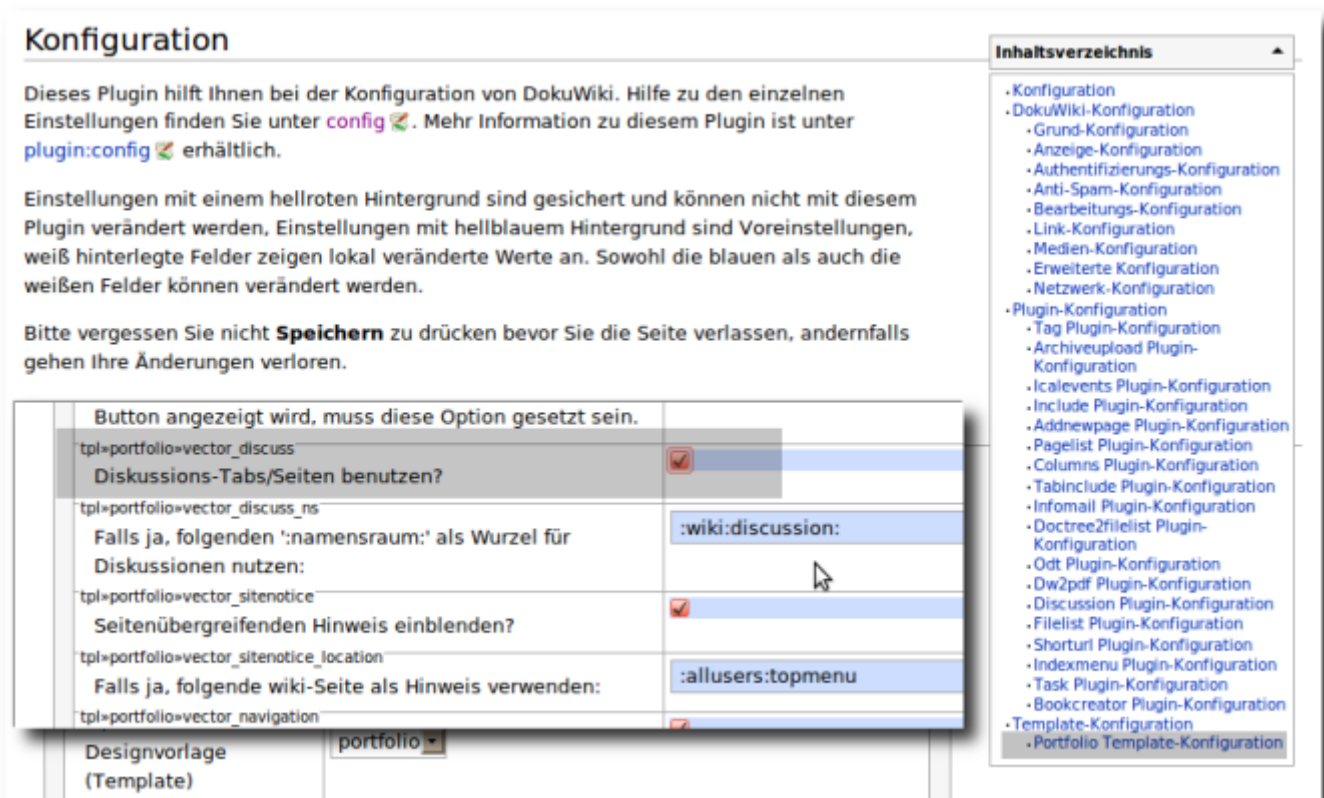 Konfiguration
Dieses Plugin hilft Ihnen bei der Konfiguration von DokuWiki. Hilfe zu den einzelnen
Einstellungen finden Sie unter config. Mehr Information zu diesem Plugin ist unter
plugin:config erhältlich.
Einstellungen mit einem hellroten Hintergrund sind gesichert und können nicht mit diesem
Plugin verändert werden, Einstellungen mit hellblauem Hintergrund sind Voreinstellungen,
weiß hinterlegte Felder zeigen lokal veränderte Werte an. Sowohl die blauen als auch die
weißen Felder können verändert werden.
Bitte vergessen Sie nicht Speichern zu drücken bevor Sie die Seite verlassen, andernfalls
gehen Ihre Änderungen verloren.
Button angezeigt wird, muss diese Option gesetzt sein.
tpl»portfolio»vector_discuss
Diskussions-Tabs/Seiten benutzen?
tpl»portfolio»vector_discuss_ns
Falls ja, folgenden ':namensraum:' als Wurzel für
Diskussionen nutzen:
:wiki:discussion:
tpl»portfolio»vector_sitenotice
Seitenübergreifenden Hinweis einblenden?
tpl»portfolio»vector_sitenotice_location
Falls ja, folgende wiki-Seite als Hinweis verwenden:
:allusers:topmenu
tpl»portfolio»vector_navigation
Designvorlage
(Template)
portfolio
Inhaltsverzeichnis
Konfiguration
DokuWiki-Konfiguration
Grund-Konfiguration
Anzeige-Konfiguration
Authentifizierungs-Konfiguration
Anti-Spam-Konfiguration
Bearbeitungs-Konfiguration
Link-Konfiguration
Medien-Konfiguration
Erweiterte Konfiguration
Netzwerk-Konfiguration
Plugin-Konfiguration
Tag Plugin-Konfiguration
Archiveupload Plugin-
Konfiguration
Icalevents Plugin-Konfiguration
Include Plugin-Konfiguration
Addnewpage Plugin-Konfiguration
Pagelist Plugin-Konfiguration
Columns Plugin-Konfiguration
Tabinclude Plugin-Konfiguration
Infomail Plugin-Konfiguration
Doctree2filelist Plugin-
Konfiguration
Odt Plugin-Konfiguration
Dw2pdf Plugin-Konfiguration
Discussion Plugin-Konfiguration
Filelist Plugin-Konfiguration
Shorturl Plugin-Konfiguration
Indexmenu Plugin-Konfiguration
Task Plugin-Konfiguration
Bookcreator Plugin-Konfiguration
Template-Konfiguration
Portfolio Template-Konfiguration